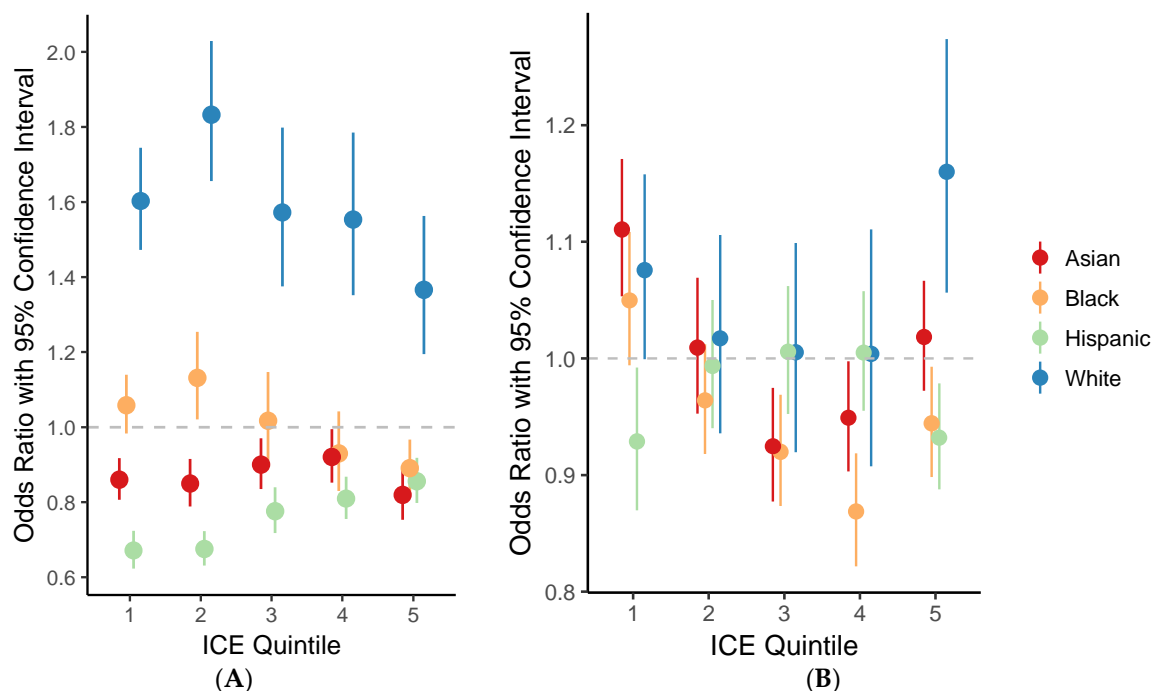 Odds Ratio with 95% Confidence Interval
2.0
1.8
1.6
1.4
1.2
1.0
0.8
0.6
1 2 3 4 5
ICE Quintile
(A)
Odds Ratio with 95% Confidence Interval
1.2
1.1
1.0
0.9
0.8
1 2 3 4 5
ICE Quintile
(B)
Asian
Black
Hispanic
White